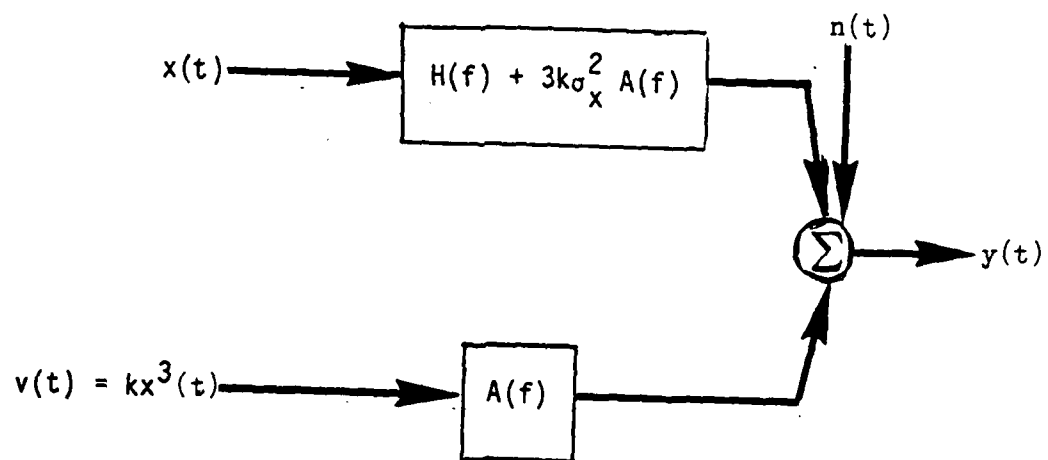 n(t)
x(t)
H(f) + 3kσ_x^2 A(f)
Σ
y(t)
v(t) = kx^3(t)
A(f)